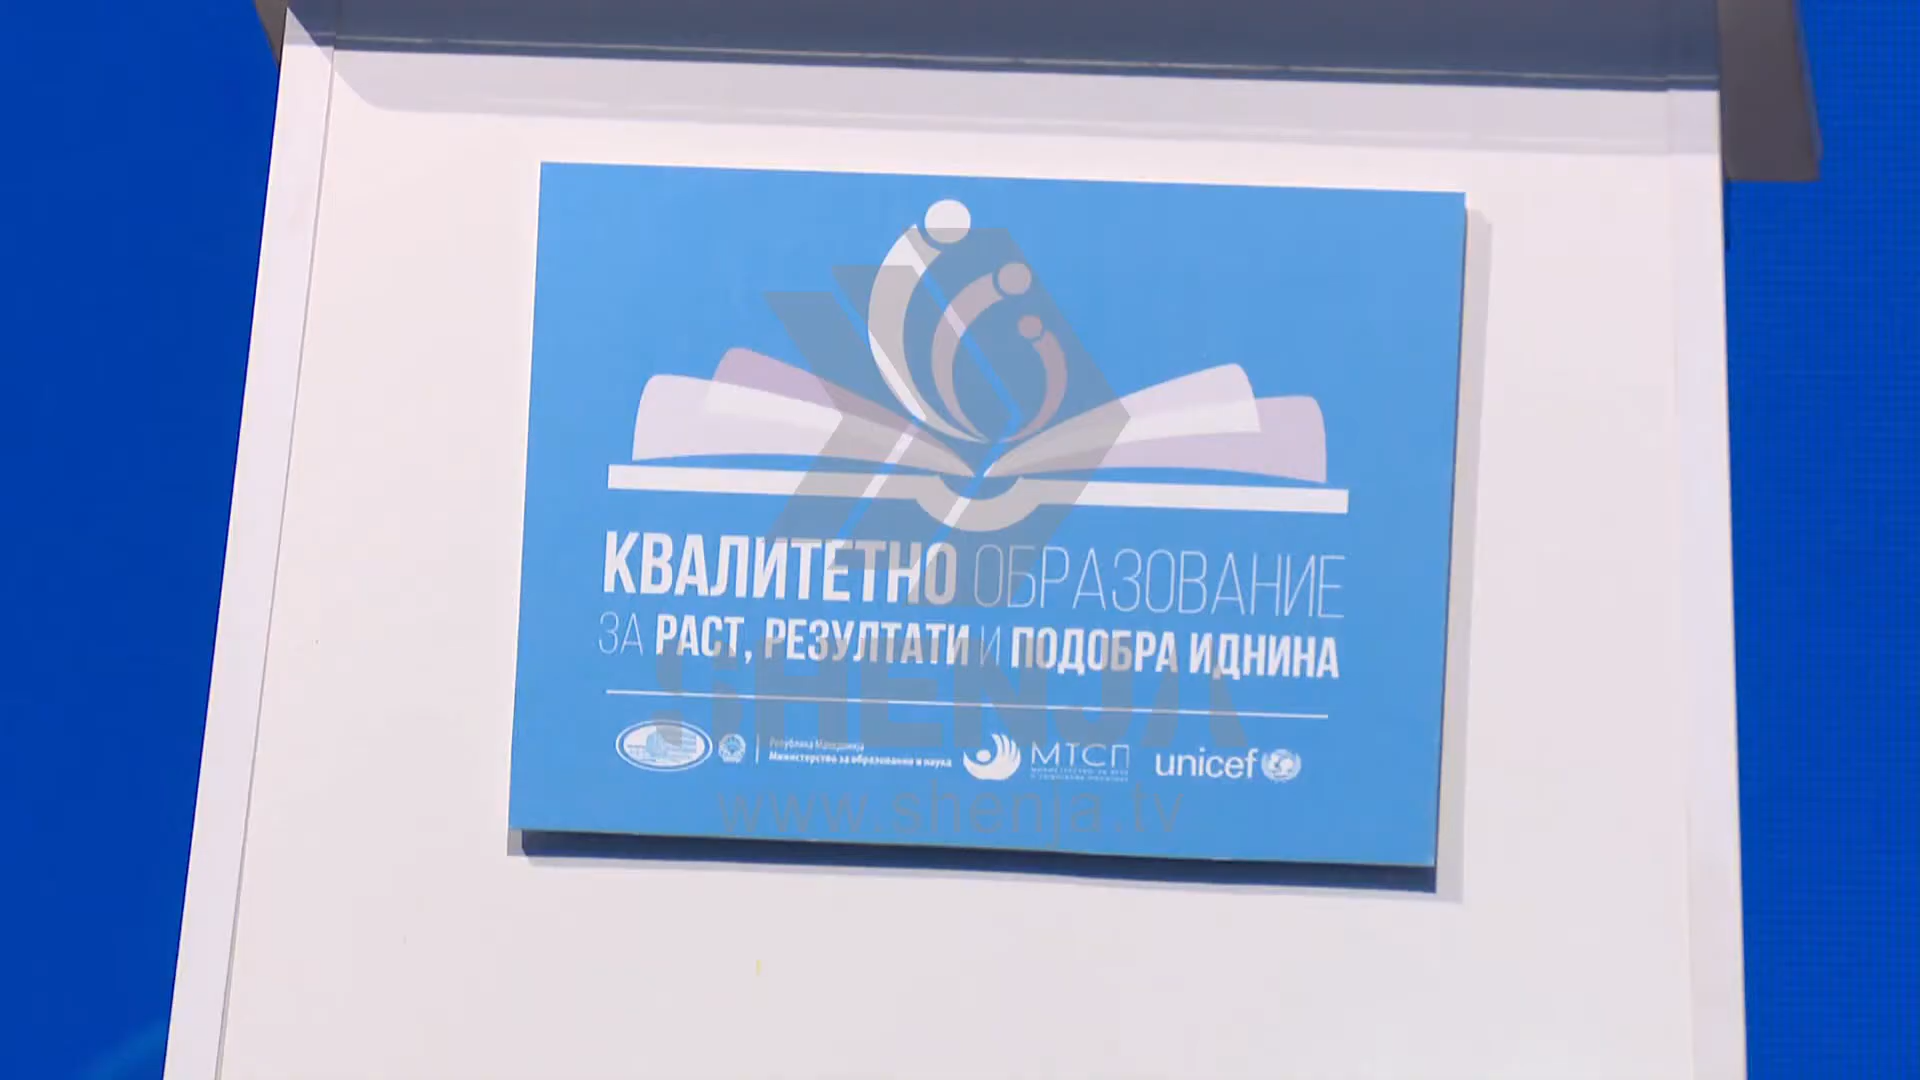 КВАЛИТЕТНО ОБРАЗОВАНИЕ
ЗА РАСТ, РЕЗУЛТАТИ И ПОДОБРА ИДНИНА
Република Македонија
Министерство за образование и наука
МТСП
unicef
SHENJA
www.shenja.tv